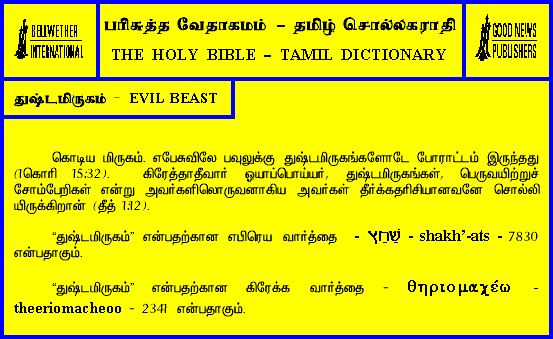 BELLWETHER
INTERNATIONAL
பரிசுத்த வேதாகமம் – தமிழ் சொல்லகராதி
THE HOLY BIBLE – TAMIL DICTIONARY
GOOD NEWS
PUBLISHERS
துஷ்டமிருகம் – EVIL BEAST
கொடிய மிருகம். எபேசுவிலே பவுலுக்கு துஷ்டமிருகங்களோடே போராட்டம் இருந்தது
(1கொரி 15:32). கிரேத்தாதீவார் ஓயாப்பொய்யர், துஷ்டமிருகங்கள், பெருவயிற்றுச்
சோம்பேறிகள் என்று அவர்களிலொருவனாகிய அவர்கள் தீர்க்கதரிசியானவனே சொல்லி
யிருக்கிறான் (தீத் 1:12).
“துஷ்டமிருகம்” என்பதற்கான எபிரெய வார்த்தை - שַׁחַץ - shakh’-ats - 7830
என்பதாகும்.
“துஷ்டமிருகம்” என்பதற்கான கிரேக்க வார்த்தை - θηριομαχέω -
theeriomacheoo - 2341 என்பதாகும்.